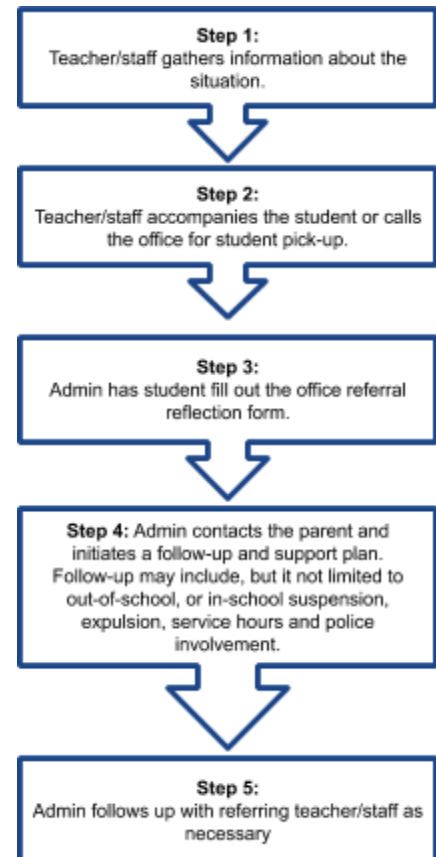 Step 1:
Teacher/staff gathers information about the
situation.
Step 2:
Teacher/staff accompanies the student or calls
the office for student pick-up.
Step 3:
Admin has student fill out the office referral
reflection form.
Step 4: Admin contacts the parent and
initiates a follow-up and support plan.
Follow-up may include, but it not limited to
out-of-school, or in-school suspension,
expulsion, service hours and police
involvement.
Step 5:
Admin follows up with referring teacher/staff as
necessary